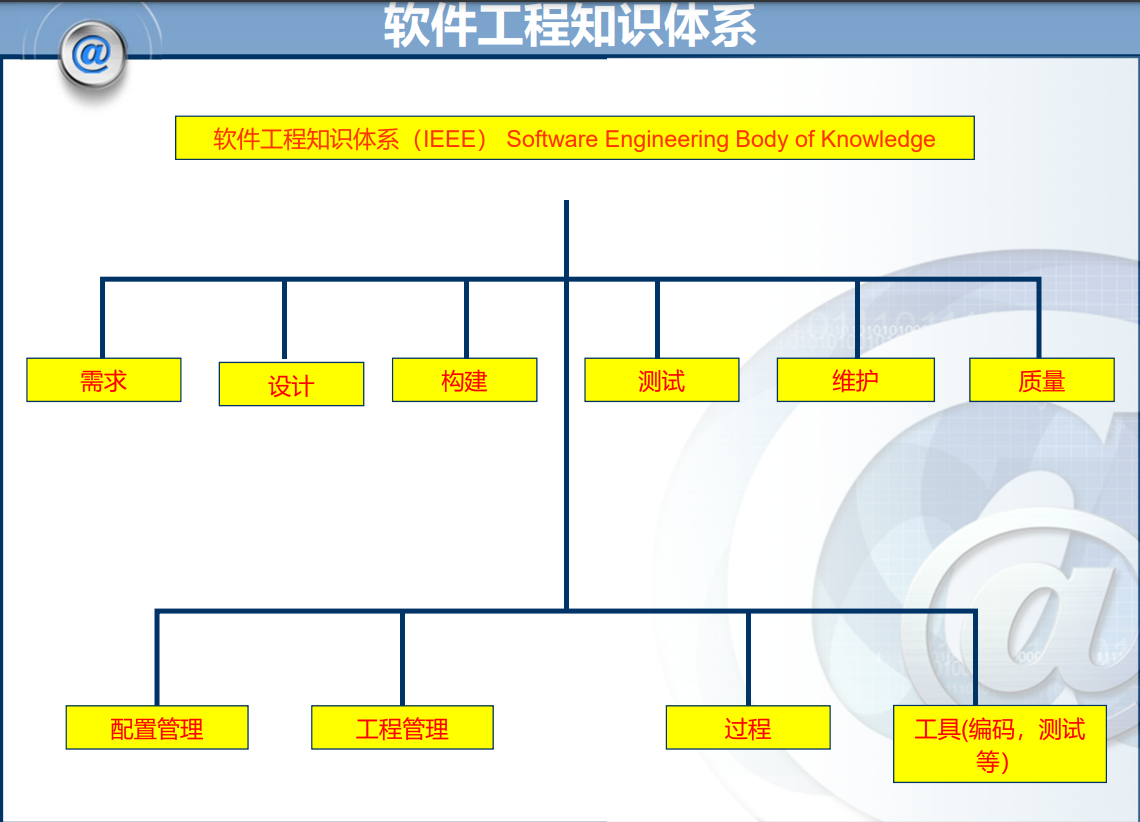 软件工程知识体系
@
软件工程知识体系（IEEE） Software Engineering Body of Knowledge
需求
设计
构建
测试
维护
质量
配置管理
工程管理
过程
工具(编码，测试
等）